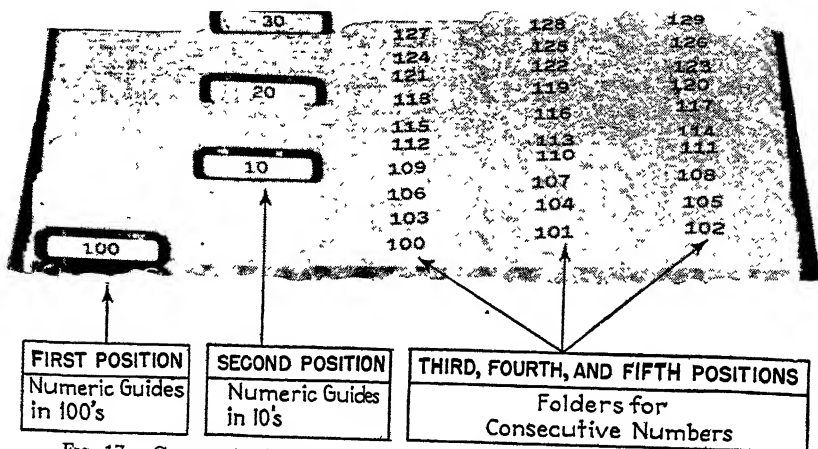 30
127 128 129
124 125 126
121 122 123
20
118 119 120
115 116 117
112 113 114
10
109 110 111
106 107 108
103 104 105
100
100 101 102
FIRST POSITION
Numeric Guides
in 100's
SECOND POSITION
Numeric Guides
in 10's
THIRD, FOURTH, AND FIFTH POSITIONS
Folders for
Consecutive Numbers